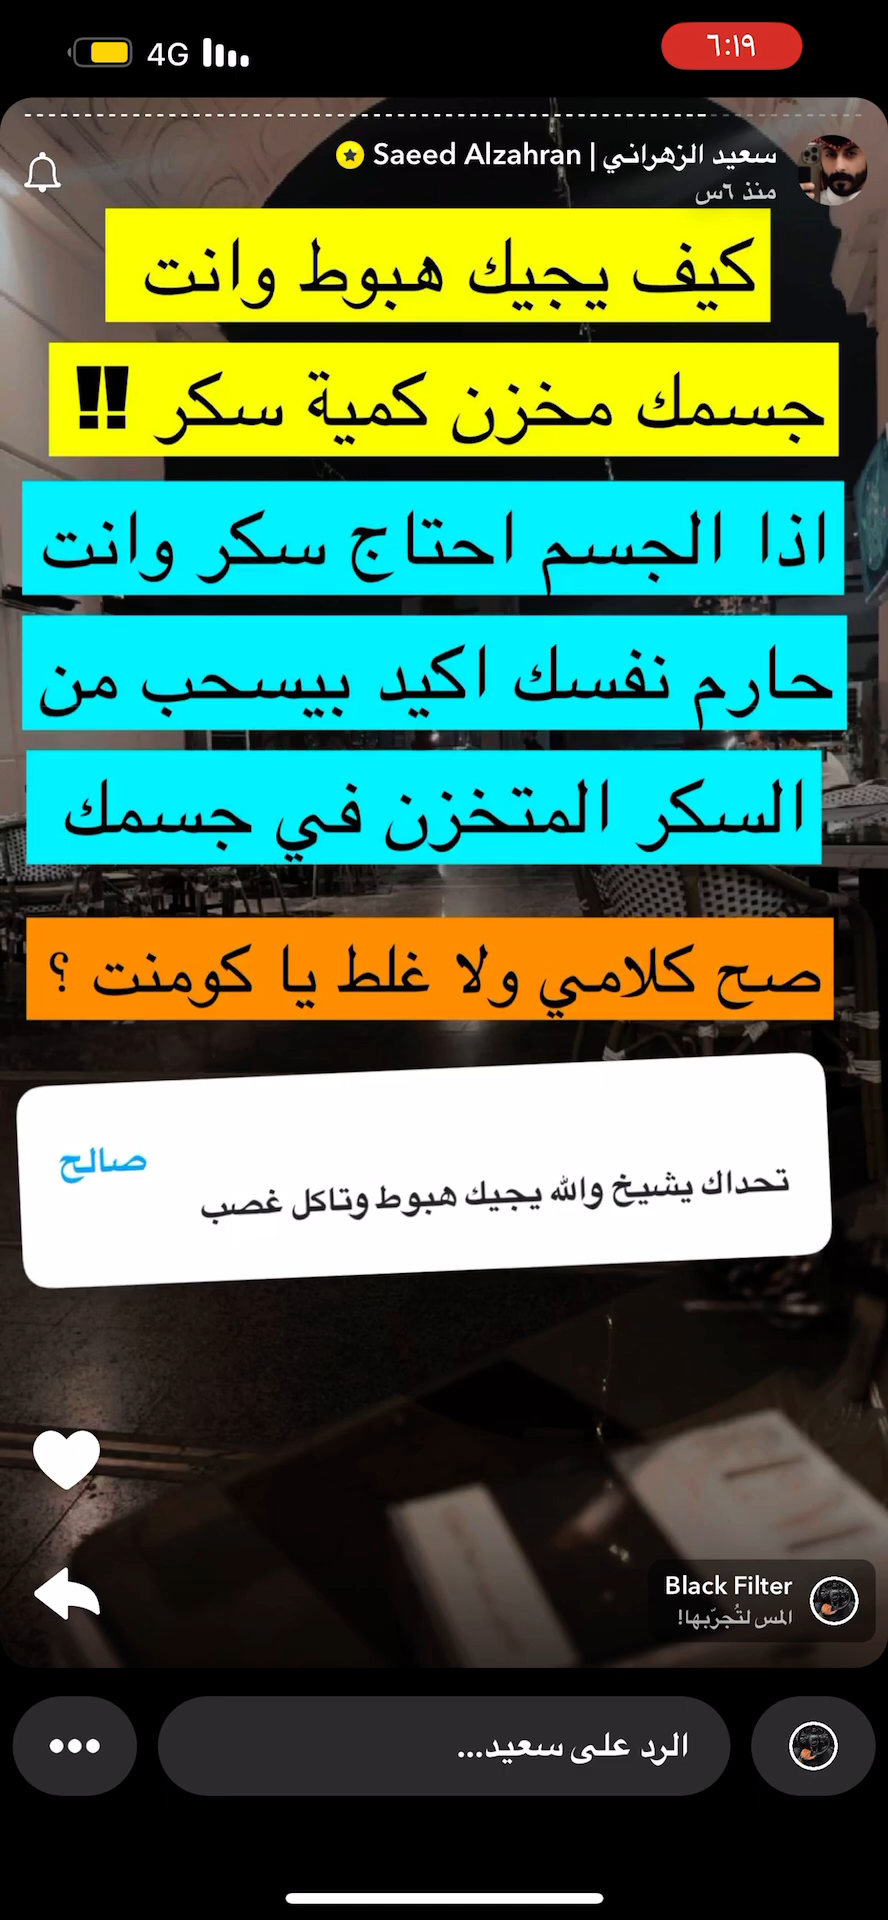 ٦:١٩
4G
سعيد الزهراني | Saeed Alzahran
منذ ٦س
كيف يجيك هبوط وانت
جسمك مخزن كمية سكر ‼
اذا الجسم احتاج سكر وانت
حارم نفسك اكيد بيسحب من
السكر المتخزن في جسمك
صح كلامي ولا غلط يا كومنت ؟
صالح
تحداك يشيخ والله يجيك هبوط وتاكل غصب
Black Filter
المس لتُجرّبها!
الرد على سعيد...